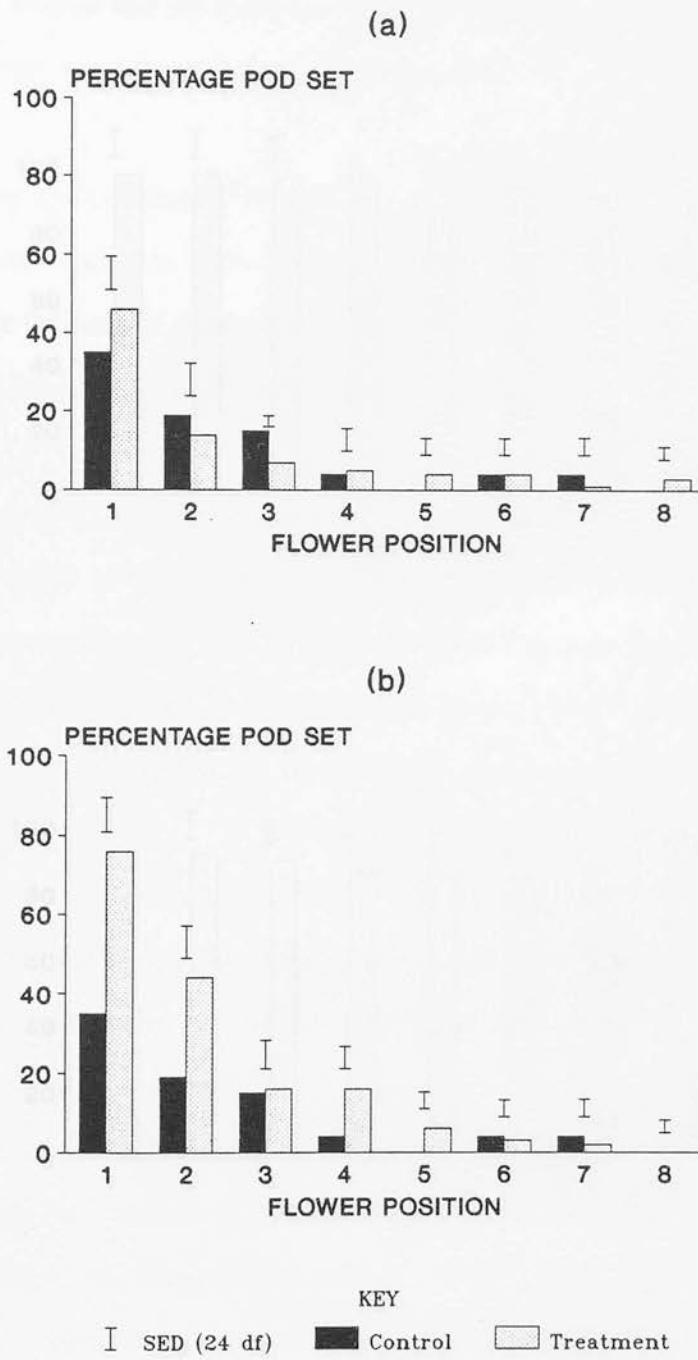 (a)
PERCENTAGE POD SET
100
80
60
40
20
0
1 2 3 4 5 6 7 8
FLOWER POSITION
(b)
PERCENTAGE POD SET
100
80
60
40
20
0
1 2 3 4 5 6 7 8
FLOWER POSITION
KEY
SED (24 df) Control Treatment